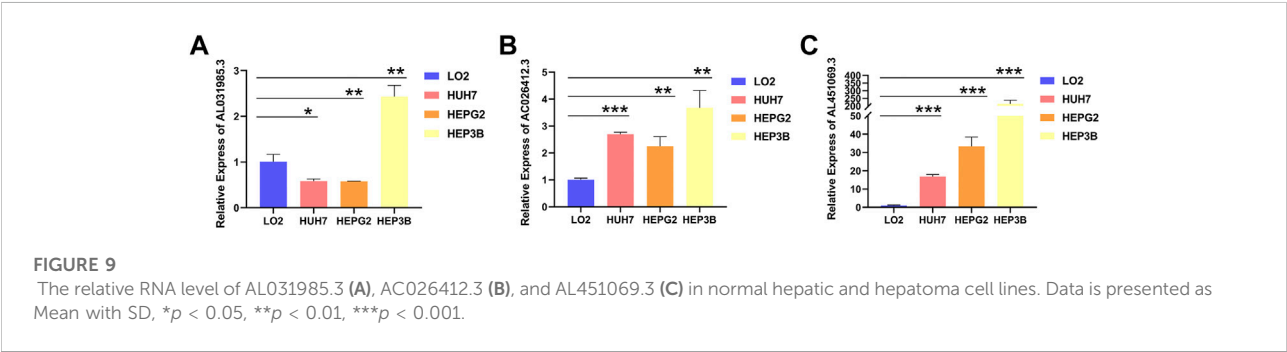 A
Relative Express of AL031985.3
3
2
1
0
**
**
*
LO2
HUH7
HEPG2
HEP3B
LO2 HUH7 HEPG2 HEP3B
B
Relative Express of AC026412.3
5
4
3
2
1
0
**
**
***
LO2
HUH7
HEPG2
HEP3B
LO2 HUH7 HEPG2 HEP3B
C
Relative Express of AL451069.3
400
350
300
250
200
50
40
30
20
10
0
***
***
***
LO2
HUH7
HEPG2
HEP3B
LO2 HUH7 HEPG2 HEP3B
FIGURE 9
The relative RNA level of AL031985.3 (A), AC026412.3 (B), and AL451069.3 (C) in normal hepatic and hepatoma cell lines. Data is presented as
Mean with SD, *p < 0.05, **p < 0.01, ***p < 0.001.